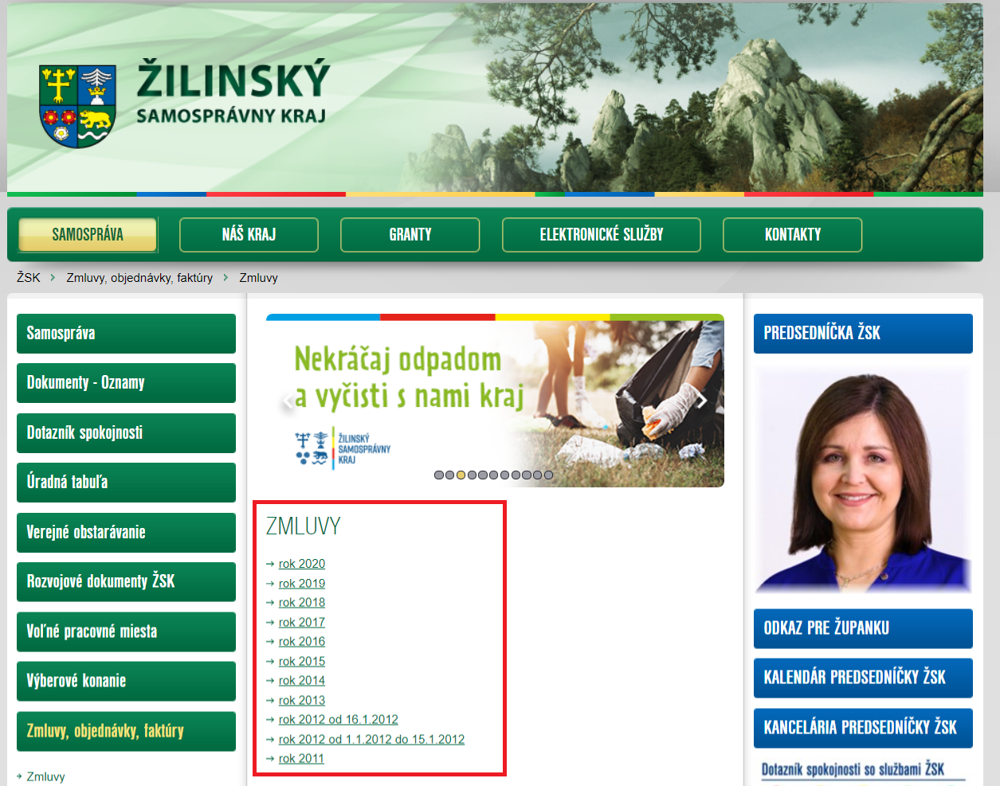 ŽILINSKÝ
SAMOSPRÁVNY KRAJ
SAMOSPRÁVA
NÁŠ KRAJ
GRANTY
ELEKTRONICKÉ SLUŽBY
KONTAKTY
ŽSK
Zmluvy, objednávky, faktúry
Zmluvy
Samospráva
Dokumenty - Oznamy
Dotazník spokojnosti
Úradná tabuľa
Verejné obstarávanie
Rozvojové dokumenty ŽSK
Voľné pracovné miesta
Výberové konanie
Zmluvy, objednávky, faktúry
Zmluvy
Nekráčaj odpadom
a vyčisti s nami kraj
ŽILINSKÝ
SAMOSPRÁVNY
KRAJ
ZMLUVY
rok 2020
rok 2019
rok 2018
rok 2017
rok 2016
rok 2015
rok 2014
rok 2013
rok 2012 od 16.1.2012
rok 2012 od 1.1.2012 do 15.1.2012
rok 2011
PREDSEDNÍČKA ŽSK
ODKAZ PRE ŽUPANKU
KALENDÁR PREDSEDNÍČKY ŽSK
KANCELÁRIA PREDSEDNÍČKY ŽSK
Dotazník spokojnosti so službami ŽSK